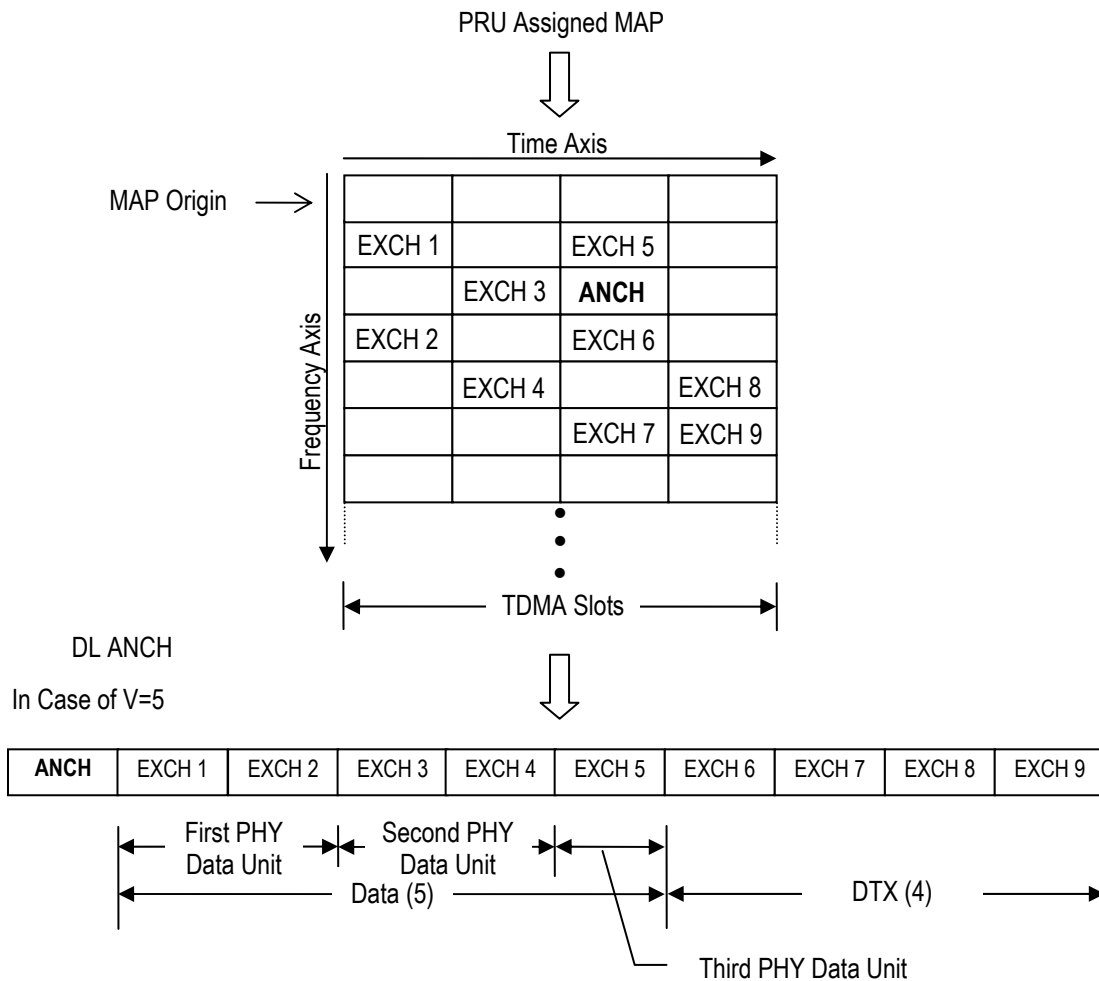 PRU Assigned MAP
Time Axis
MAP Origin
Frequency Axis
EXCH 1 EXCH 5
EXCH 3 ANCH
EXCH 2 EXCH 6
EXCH 4 EXCH 8
EXCH 7 EXCH 9
TDMA Slots
DL ANCH
In Case of V=5
ANCH EXCH 1 EXCH 2 EXCH 3 EXCH 4 EXCH 5 EXCH 6 EXCH 7 EXCH 8 EXCH 9
First PHY
Data Unit
Second PHY
Data Unit
Data (5)
DTX (4)
Third PHY Data Unit